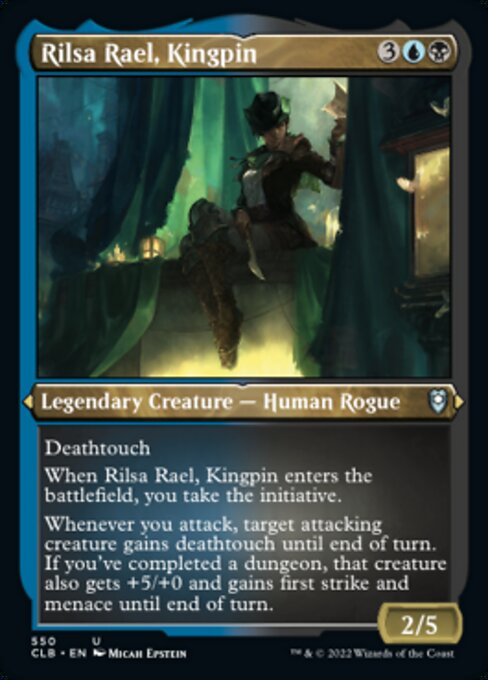 Rilsa Rael, Kingpin 3
Legendary Creature — Human Rogue
Deathtouch
When Rilsa Rael, Kingpin enters the
battlefield, you take the initiative.
Whenever you attack, target attacking
creature gains deathtouch until end of turn.
If you've completed a dungeon, that creature
also gets +5/+0 and gains first strike and
menace until end of turn.
2/5
550 U
CLB • EN Micah Epstein
™ & © 2022 Wizards of the Coast